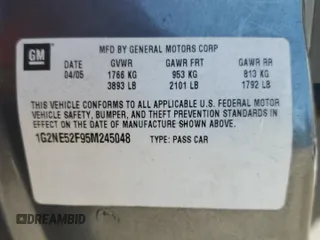 GM
MFD BY GENERAL MOTORS CORP
DATE GVWR GAWR FRT GAWR RR
04/05 1766 KG 953 KG 813 KG
3893 LB 2101 LB 1792 LB
THIS VEHICLE CONFORMS TO ALL APPLICABLE U.S. FEDERAL MOTOR
VEHICLE SAFETY, BUMPER, AND THEFT PREVENTION STANDARDS IN
EFFECT ON THE DATE OF MANUFACTURE SHOWN ABOVE.
1G2NE52F95M245048 TYPE: PASS CAR
DREAMBID